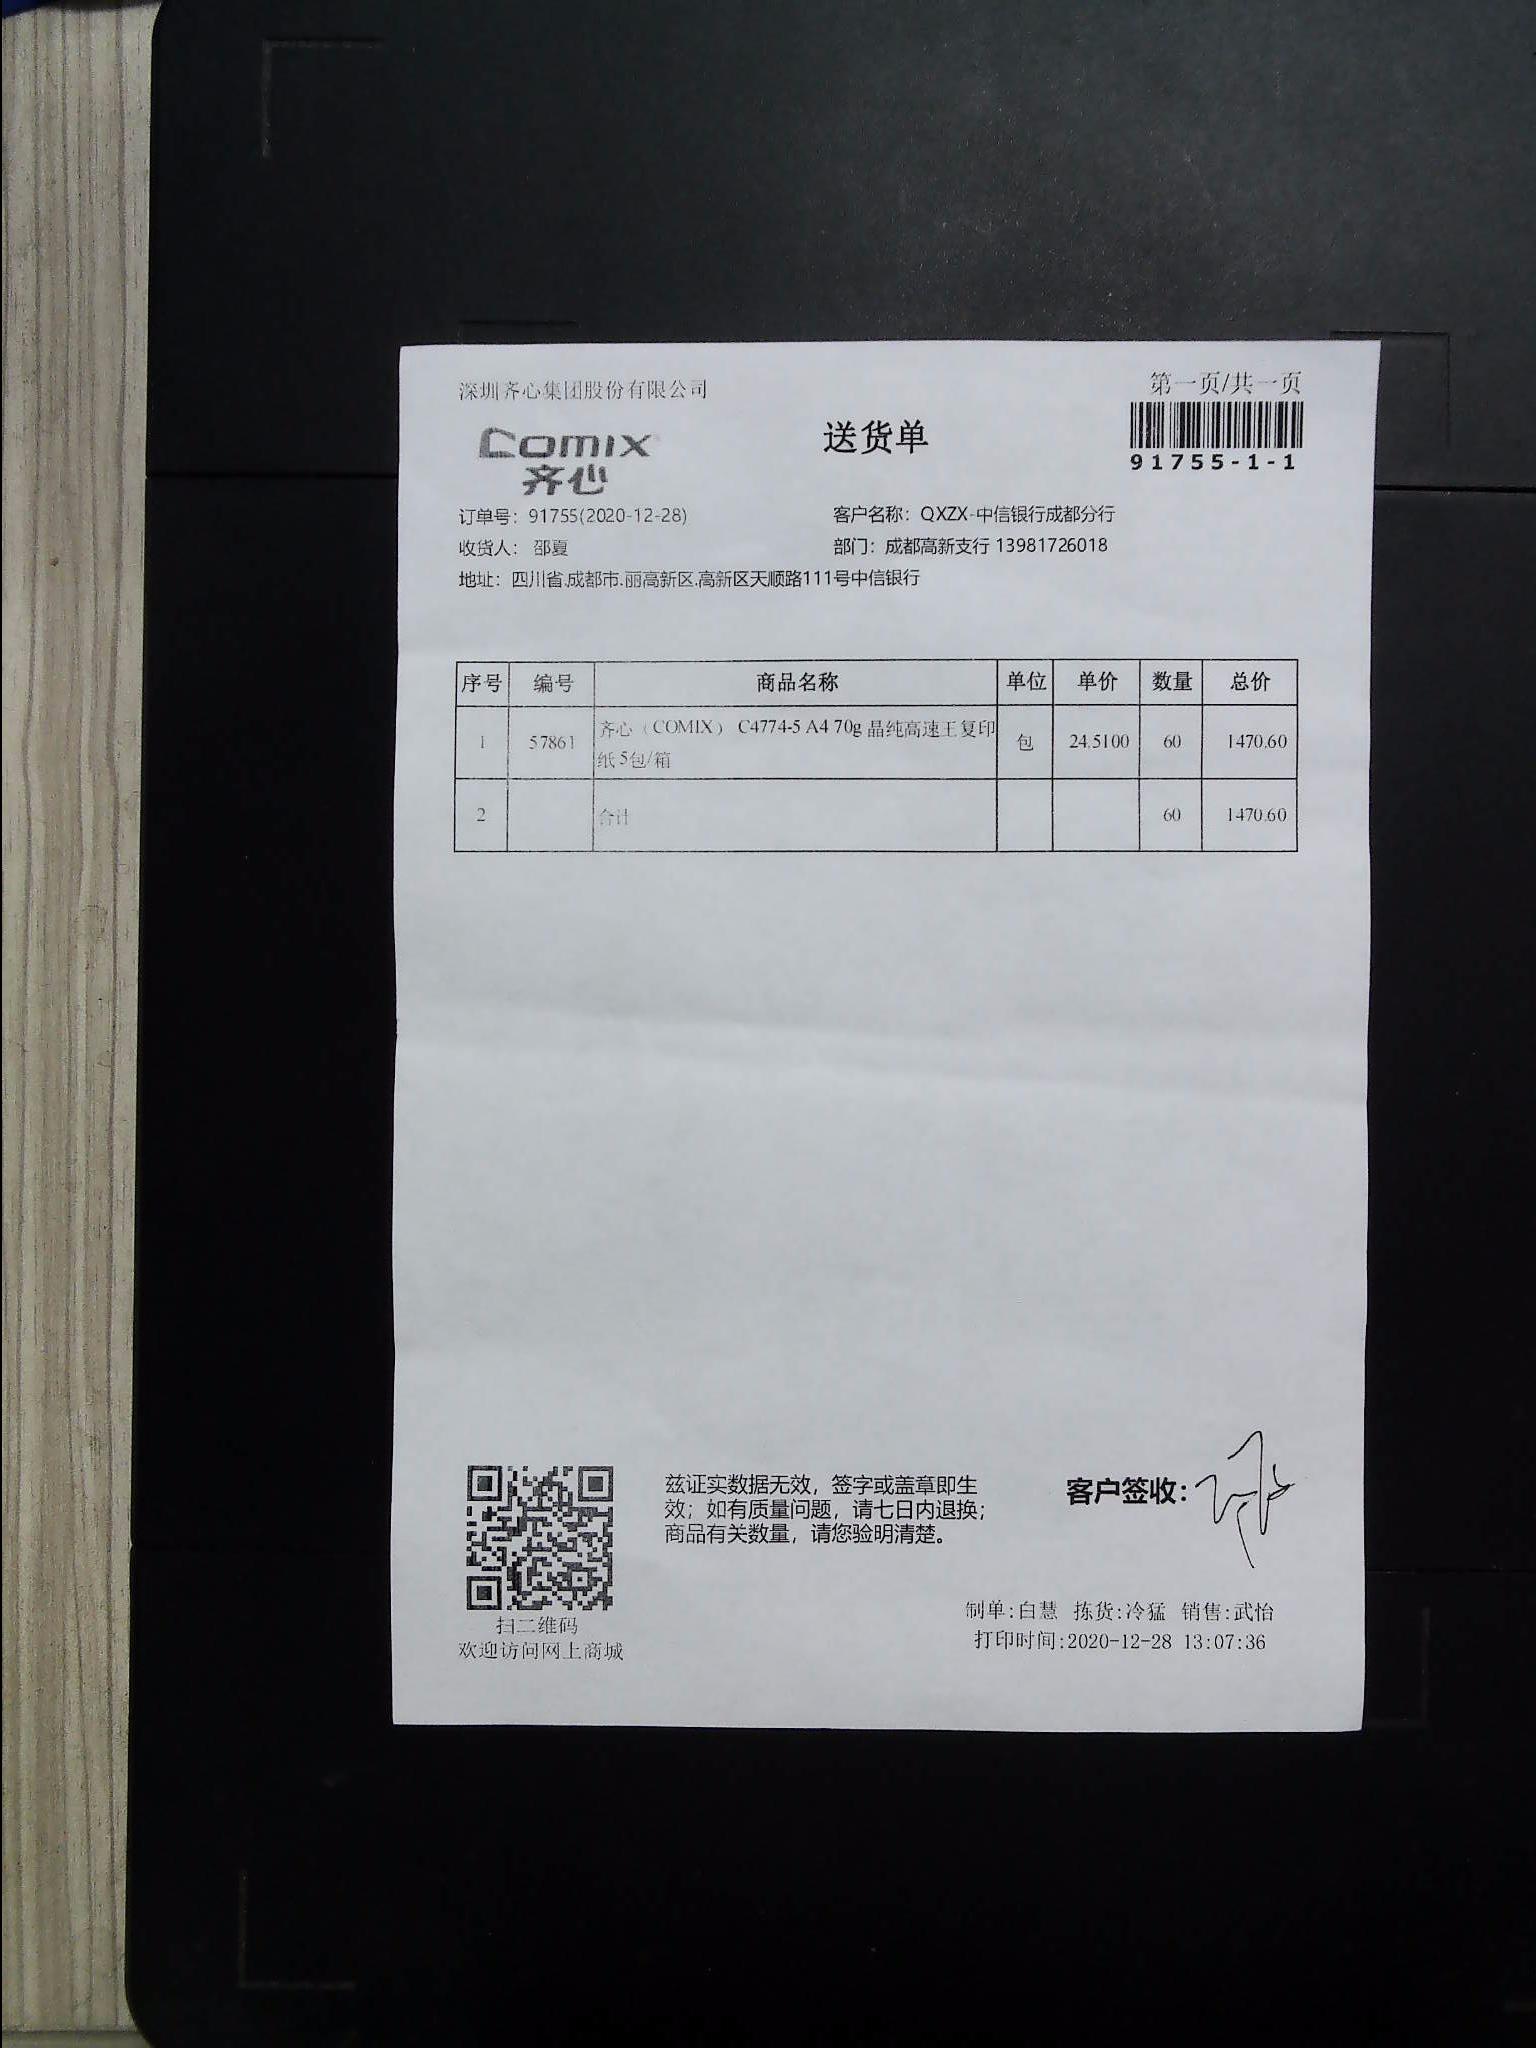 深圳齐心集团股份有限公司
第一页/共一页
comix
齐心
送货单
91755-1-1
订单号：91755(2020-12-28)
客户名称：QXZX-中信银行成都分行
收货人：邵夏
部门：成都高新支行 13981726018
地址：四川省.成都市.丽高新区.高新区天顺路111号中信银行
序号 编号 商品名称 单位 单价 数量 总价
1 57861 齐心（COMIX） C4774-5 A4 70g 晶纯高速王复印 包 24.5100 60 1470.60
纸 5包/箱
2 合计 60 1470.60
兹证实数据无效，签字或盖章即生
效；如有质量问题，请七日内退换；
商品有关数量，请您验明清楚。
客户签收：
扫二维码
欢迎访问网上商城
制单:白慧 拣货:冷猛 销售:武怡
打印时间:2020-12-28 13:07:36